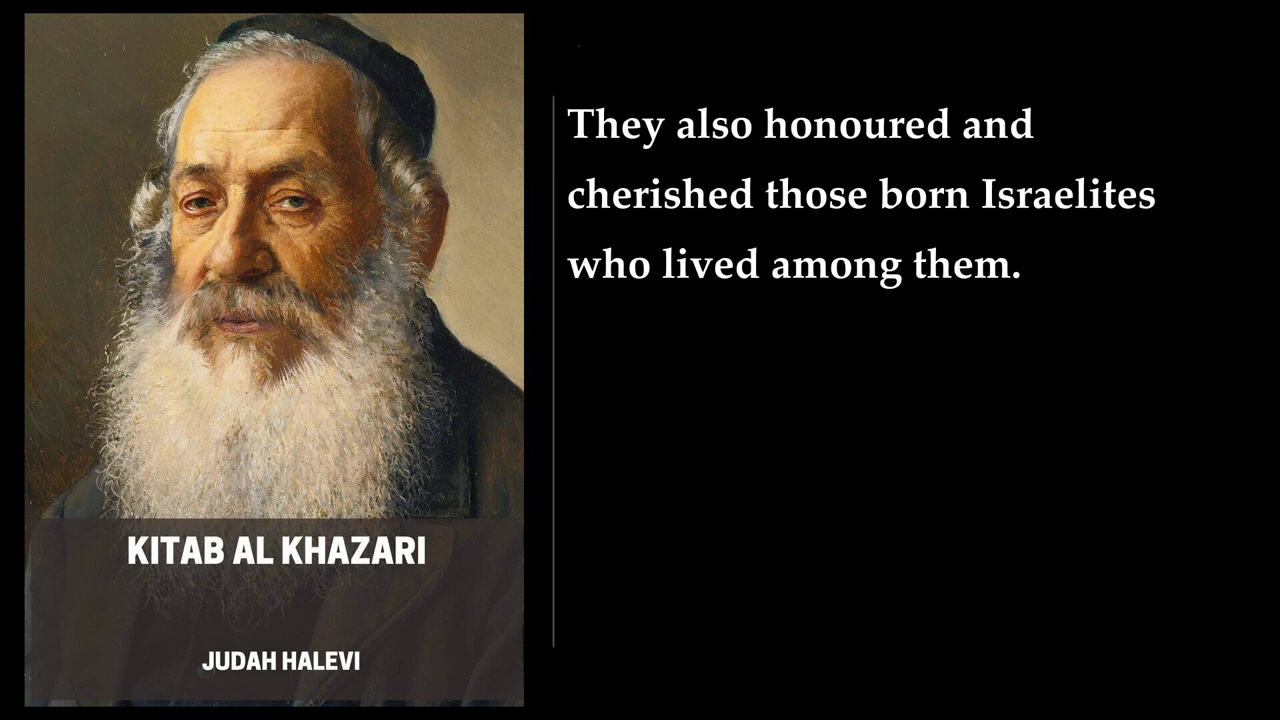 They also honoured and
cherished those born Israelites
who lived among them.
KITAB AL KHAZARI
JUDAH HALEVI